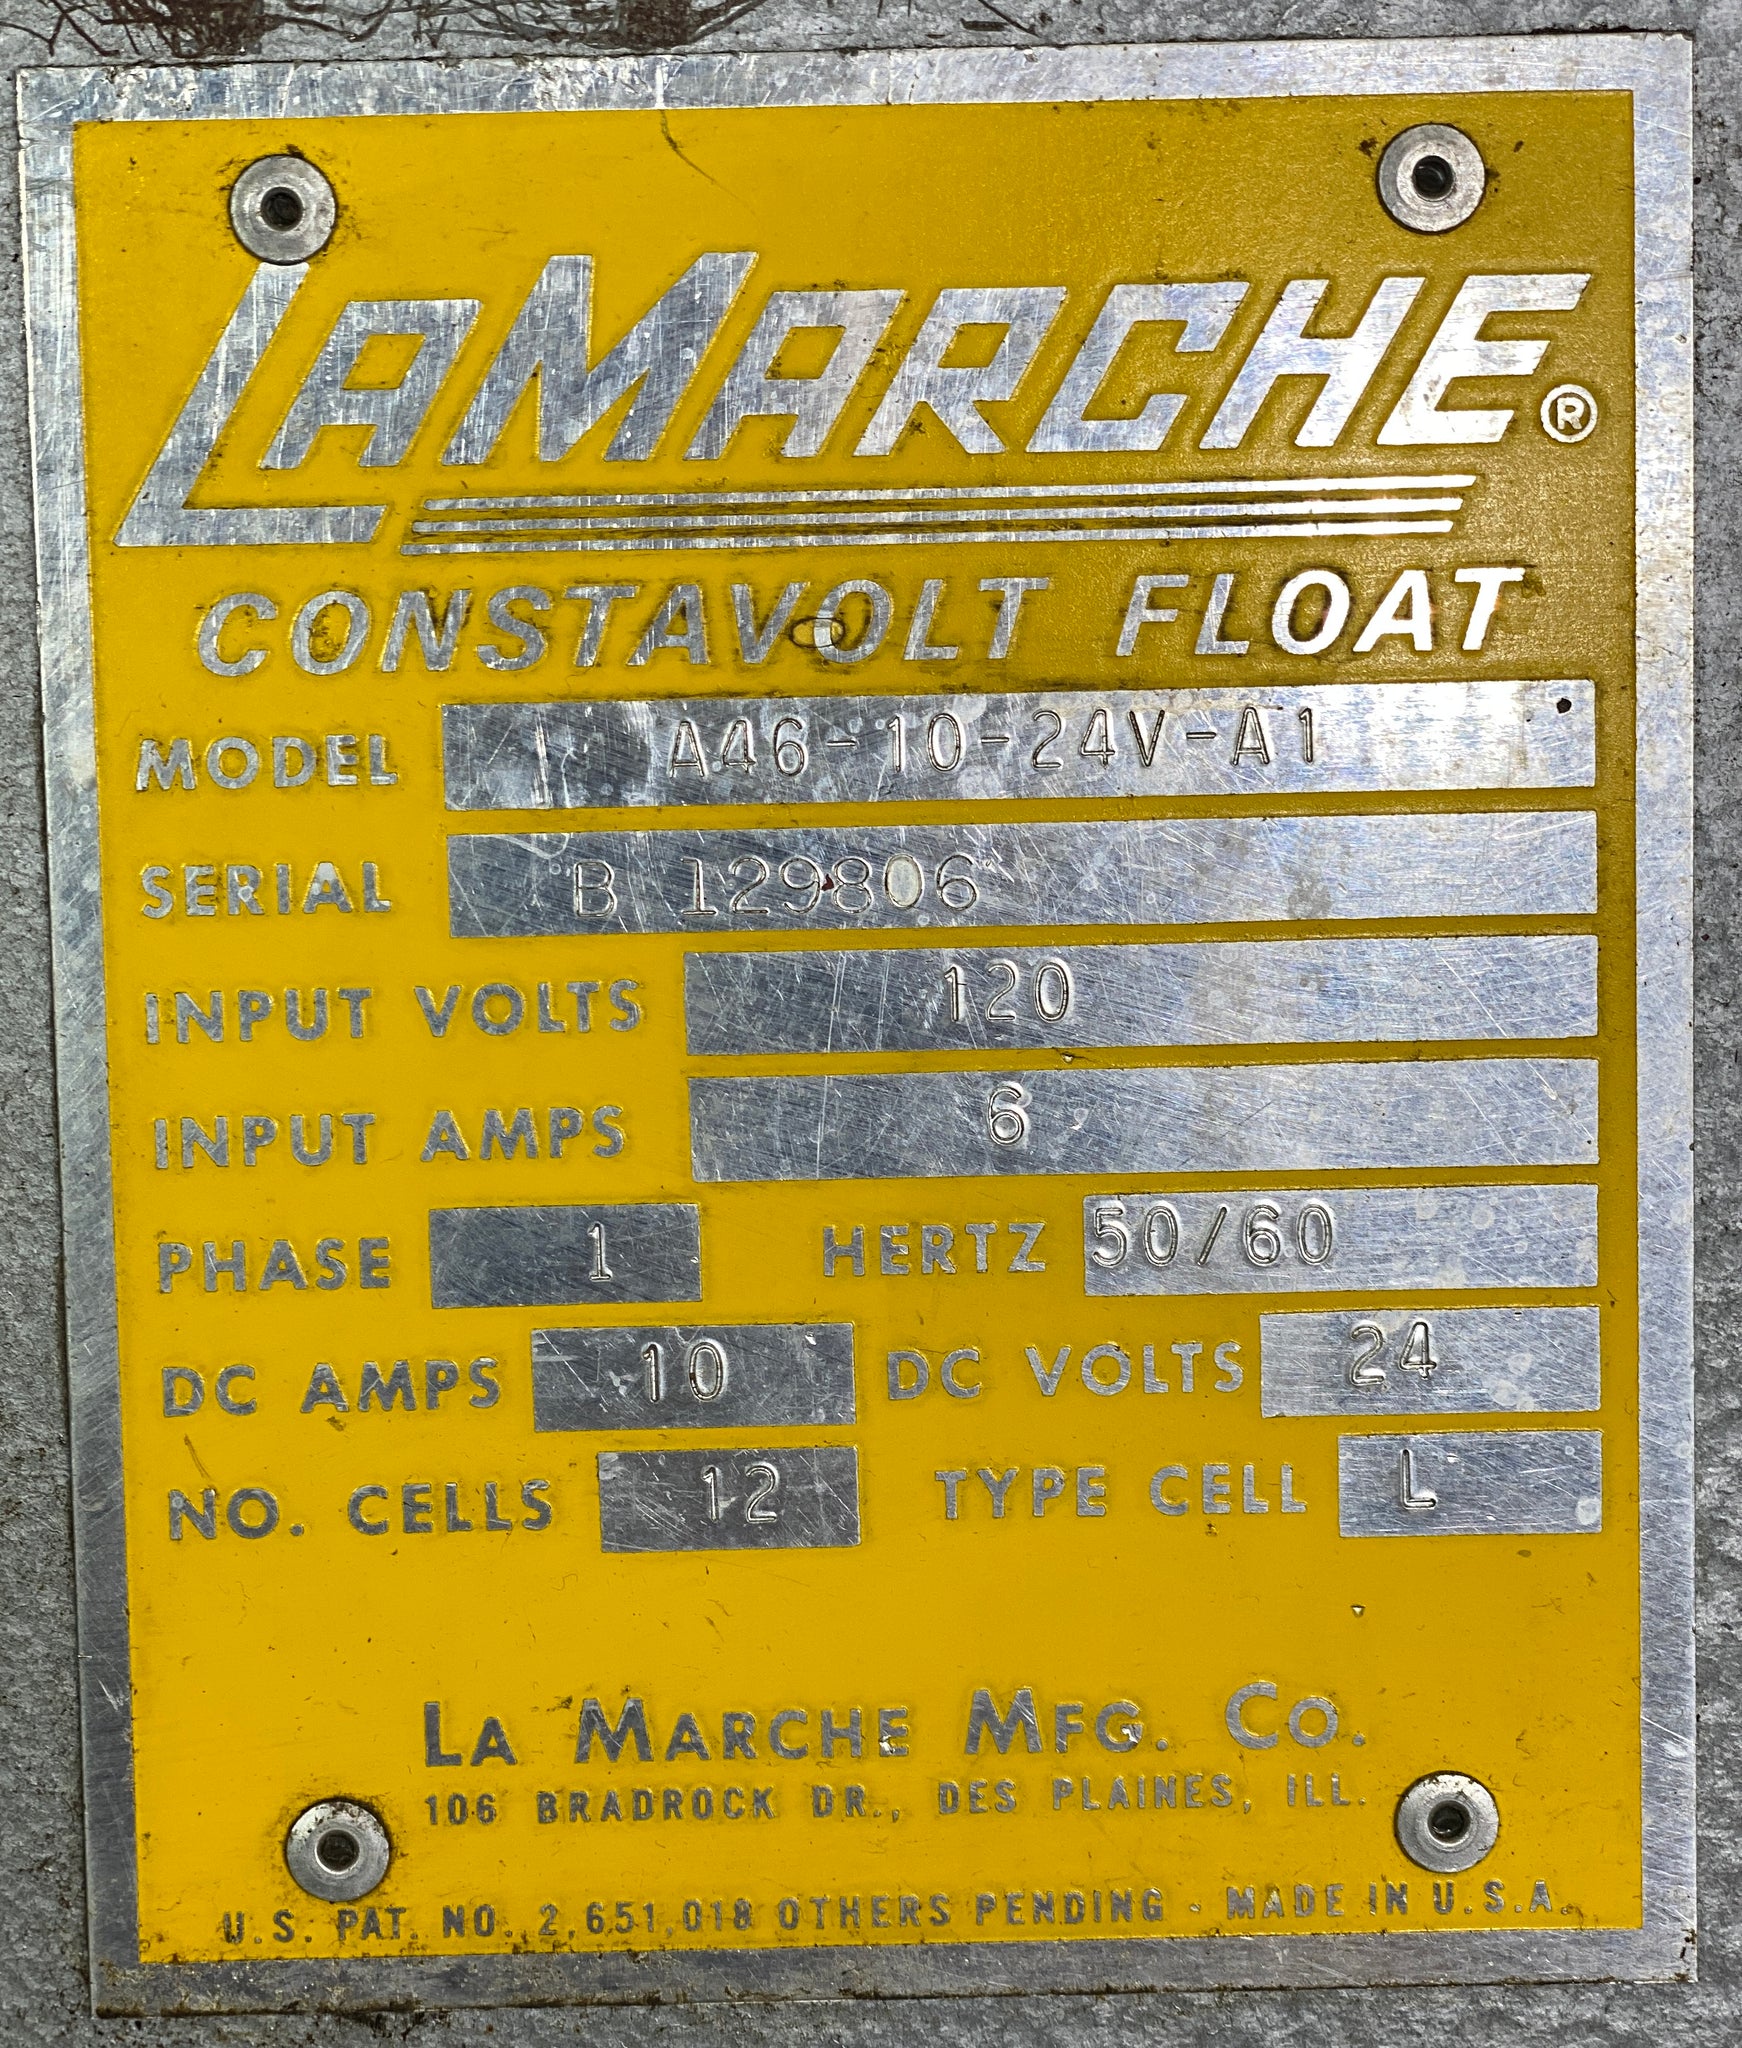 LAMARCHE®
CONSTAVOLT FLOAT
MODEL A46-10-24V-A1
SERIAL B 129806
INPUT VOLTS 120
INPUT AMPS 6
PHASE 1 HERTZ 50/60
DC AMPS 10 DC VOLTS 24
NO. CELLS 12 TYPE CELL L
LA MARCHE MFG. CO.
106 BRADROCK DR., DES PLAINES, ILL.
U.S. PAT. NO. 2,651,018 OTHERS PENDING - MADE IN U.S.A.